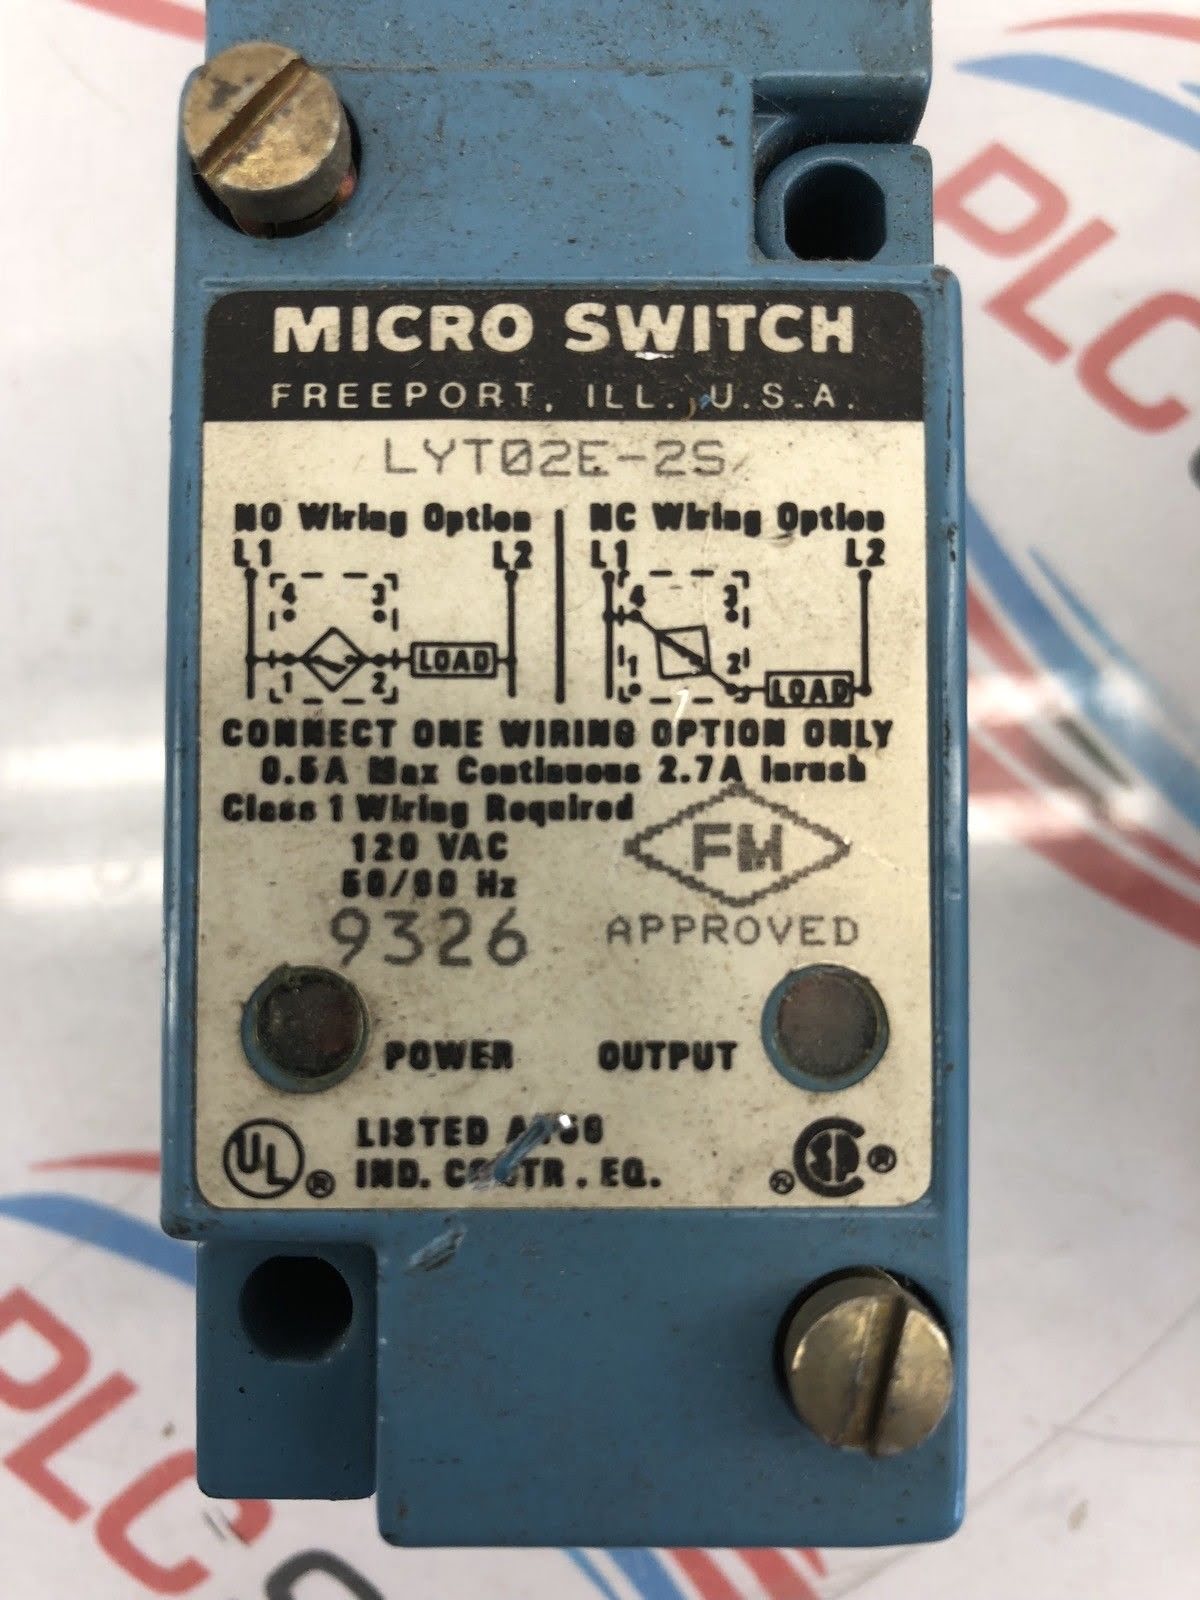 MICRO SWITCH
FREEPORT, ILL., U.S.A.
LYT02E-2S
NO Wiring Option
NC Wiring Option
L1 L2
L1 L2
4 3
4 3
LOAD
1 2
1 2
LOAD
CONNECT ONE WIRING OPTION ONLY
0.5A Max Continuous 2.7A Inrush
Class 1 Wiring Required
120 VAC
50/60 Hz
FM
9326
APPROVED
POWER
OUTPUT
UL ®
LISTED
IND. EQ.
® ®
PLC
PLC